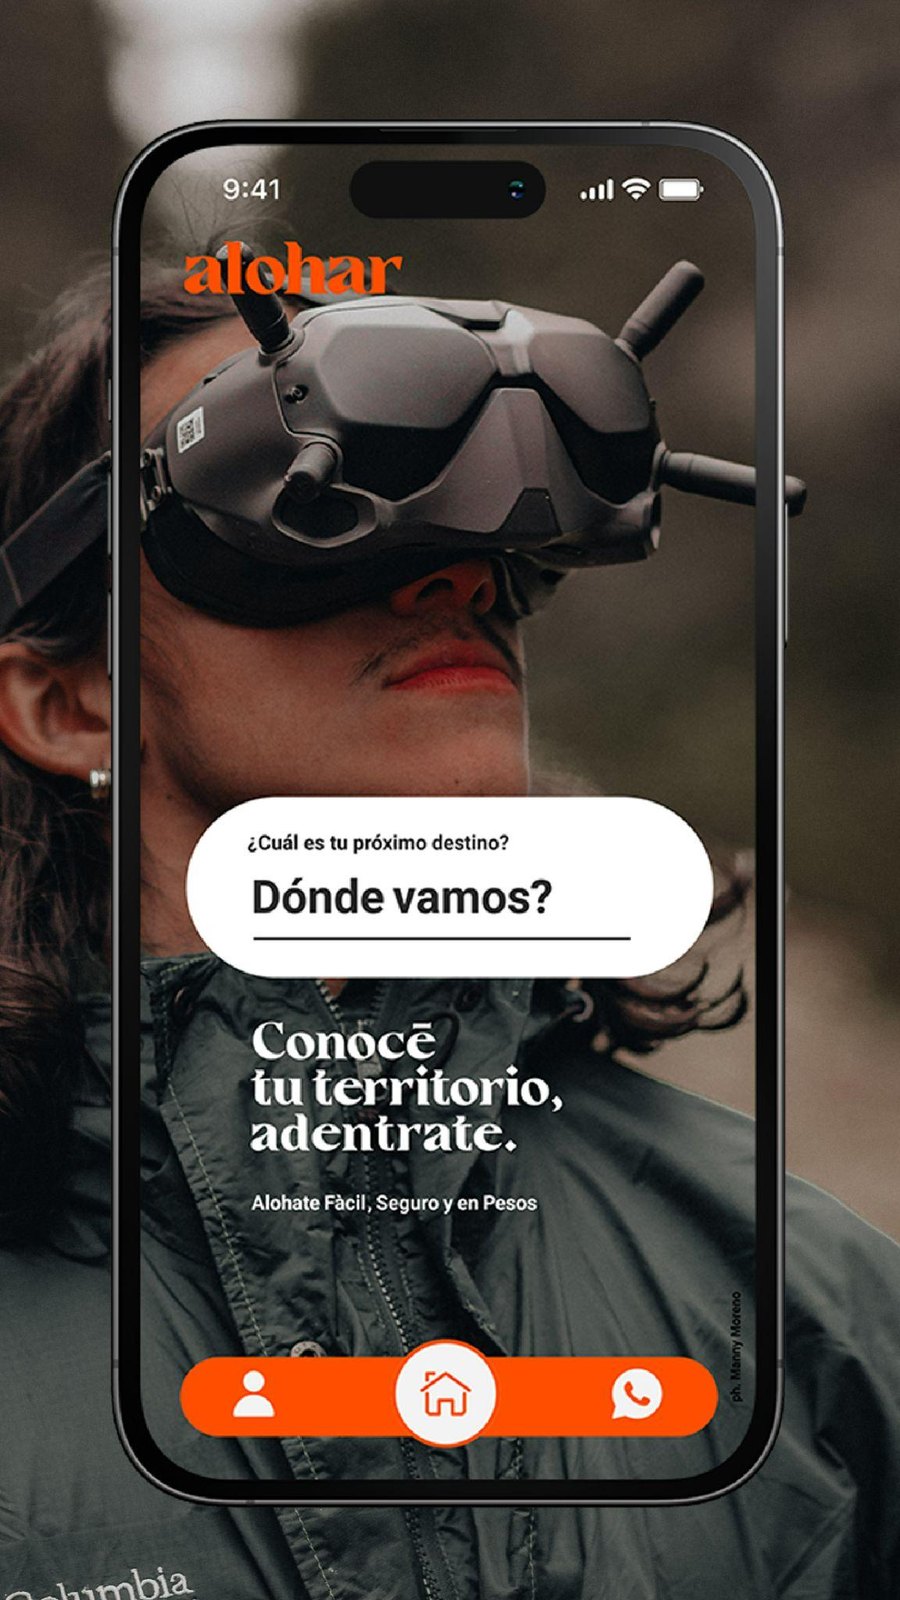 9:41
alohar
¿Cuál es tu próximo destino?
Dónde vamos?
Conocē
tu territorio,
adentrate.
Alohate Fàcil, Seguro y en Pesos
ph. Manny Moreno
Columbia